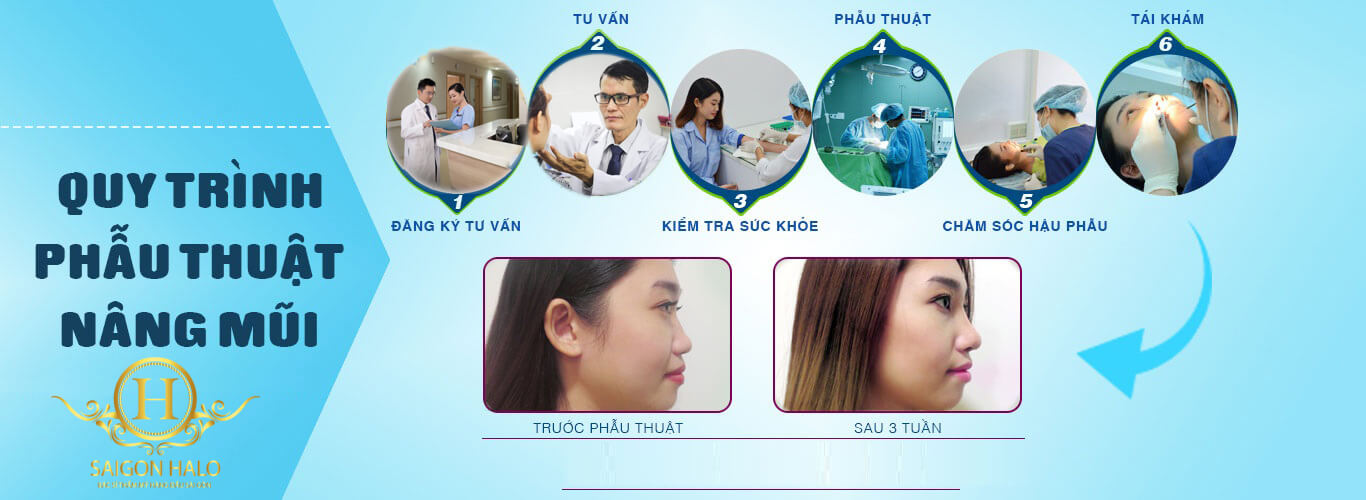 QUY TRÌNH
PHẪU THUẬT
NÂNG MŨI
H
SAIGON HALO
1
ĐĂNG KÝ TƯ VẤN
TƯ VẤN
2
3
KIỂM TRA SỨC KHỎE
PHẪU THUẬT
4
5
CHĂM SÓC HẬU PHẪU
TÁI KHÁM
6
TRƯỚC PHẪU THUẬT
SAU 3 TUẦN